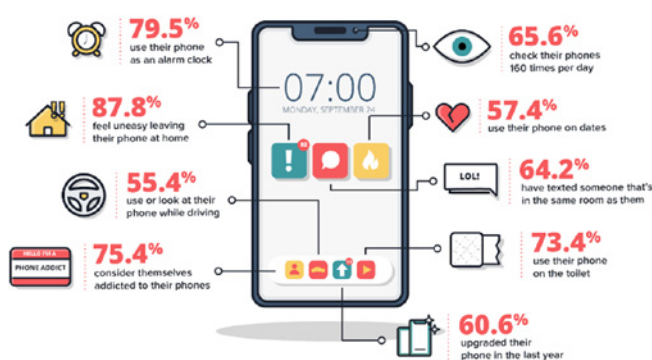 79.5%
use their phone
as an alarm clock
87.8%
feel uneasy leaving
their phone at home
55.4%
use or look at their
phone while driving
HELLO I'M A
PHONE ADDICT
75.4%
consider themselves
addicted to their phones
07:00
MONDAY, SEPTEMBER 24
65.6%
check their phones
160 times per day
57.4%
use their phone on dates
LOL!
64.2%
have texted someone that's
in the same room as them
73.4%
use their phone
on the toilet
60.6%
upgraded their
phone in the last year